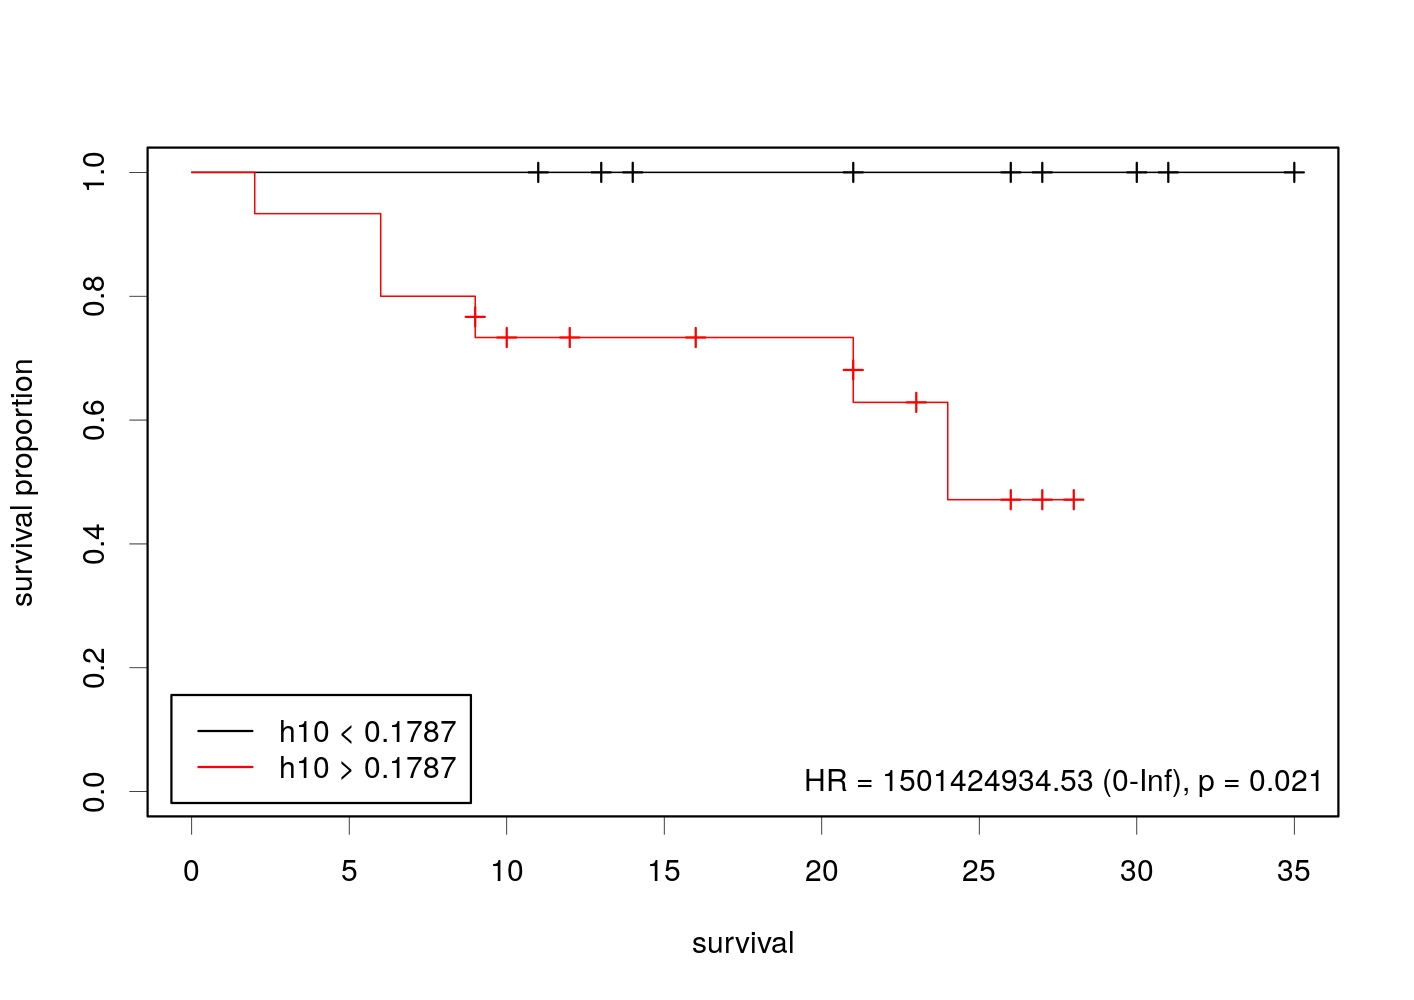 1.0
0.8
0.6
0.4
0.2
0.0
survival proportion
h10 < 0.1787
h10 > 0.1787
HR = 1501424934.53 (0-Inf), p = 0.021
0 5 10 15 20 25 30 35
survival